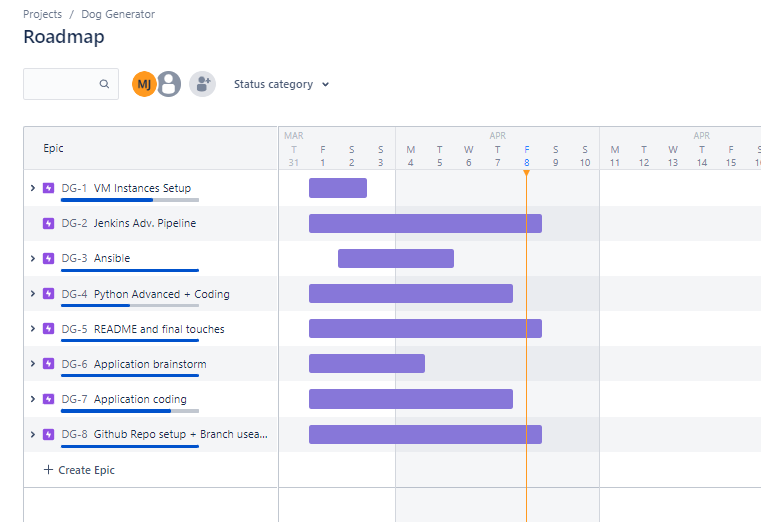 Projects / Dog Generator
Roadmap
MJ
Status category
Epic
MAR APR APR
T F S S M T W T F S S M T W T F S
31 1 2 3 4 5 6 7 8 9 10 11 12 13 14 15
DG-1 VM Instances Setup
DG-2 Jenkins Adv. Pipeline
DG-3 Ansible
DG-4 Python Advanced + Coding
DG-5 README and final touches
DG-6 Application brainstorm
DG-7 Application coding
DG-8 Github Repo setup + Branch usea...
+ Create Epic